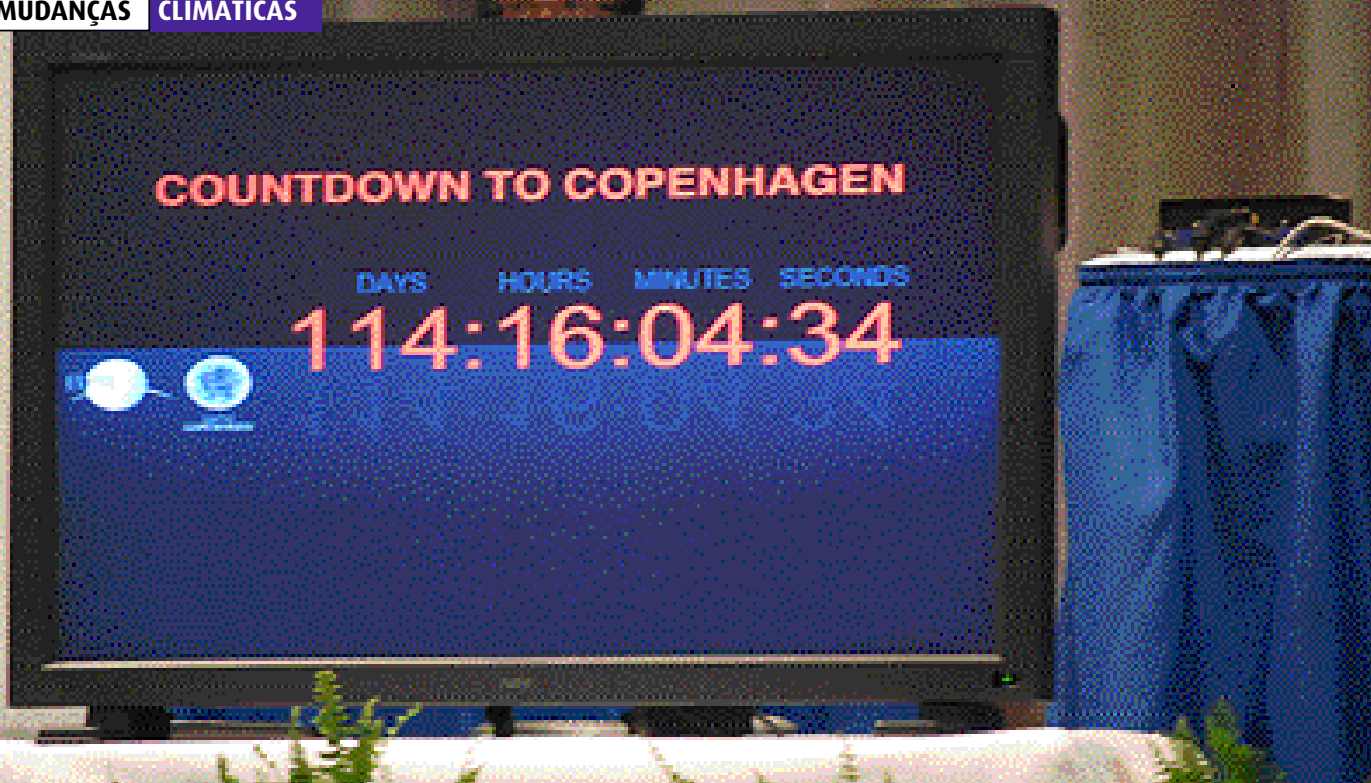 MUDANÇAS CLIMÁTICAS
COUNTDOWN TO COPENHAGEN
DAYS HOURS MINUTES SECONDS
114:16:04:34